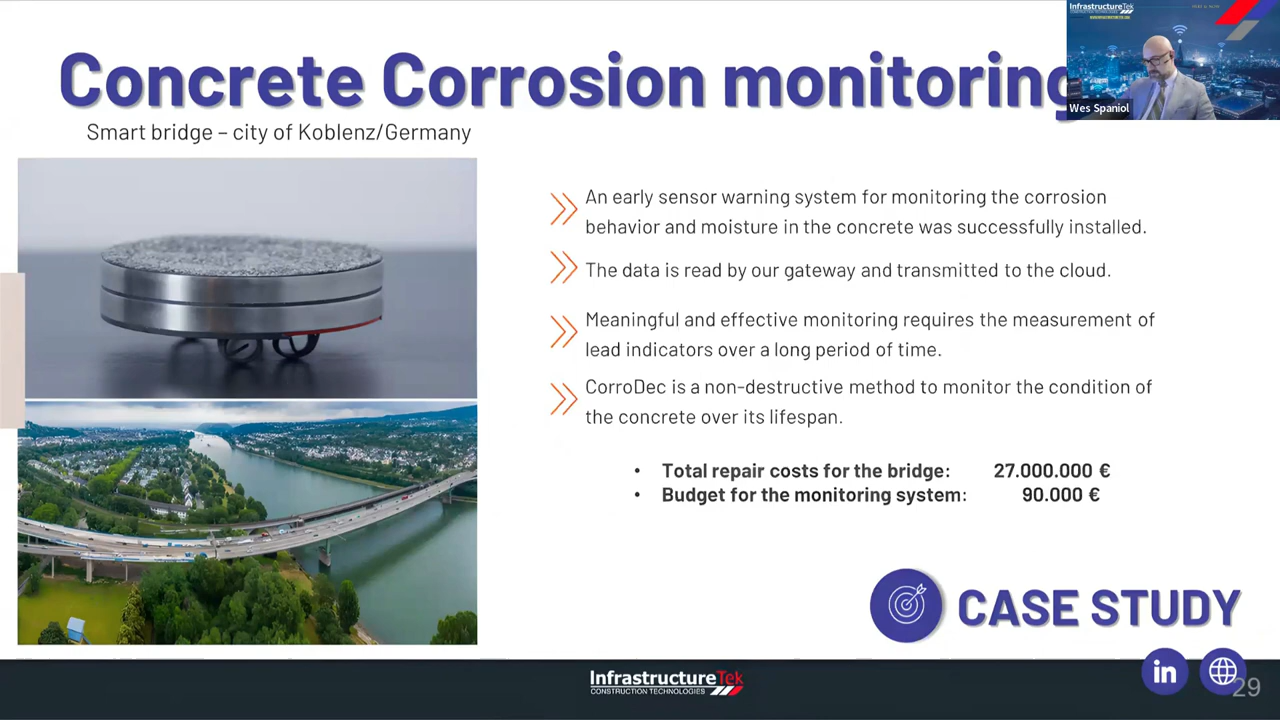 Concrete Corrosion monitoring
Smart bridge – city of Koblenz/Germany
InfrastructureTek
CONSTRUCTION TECHNOLOGIES
Wes Spaniol
An early sensor warning system for monitoring the corrosion
behavior and moisture in the concrete was successfully installed.
The data is read by our gateway and transmitted to the cloud.
Meaningful and effective monitoring requires the measurement of
lead indicators over a long period of time.
CorroDec is a non-destructive method to monitor the condition of
the concrete over its lifespan.
• Total repair costs for the bridge: 27.000.000 €
• Budget for the monitoring system: 90.000 €
CASE STUDY
InfrastructureTek
CONSTRUCTION TECHNOLOGIES
in
29